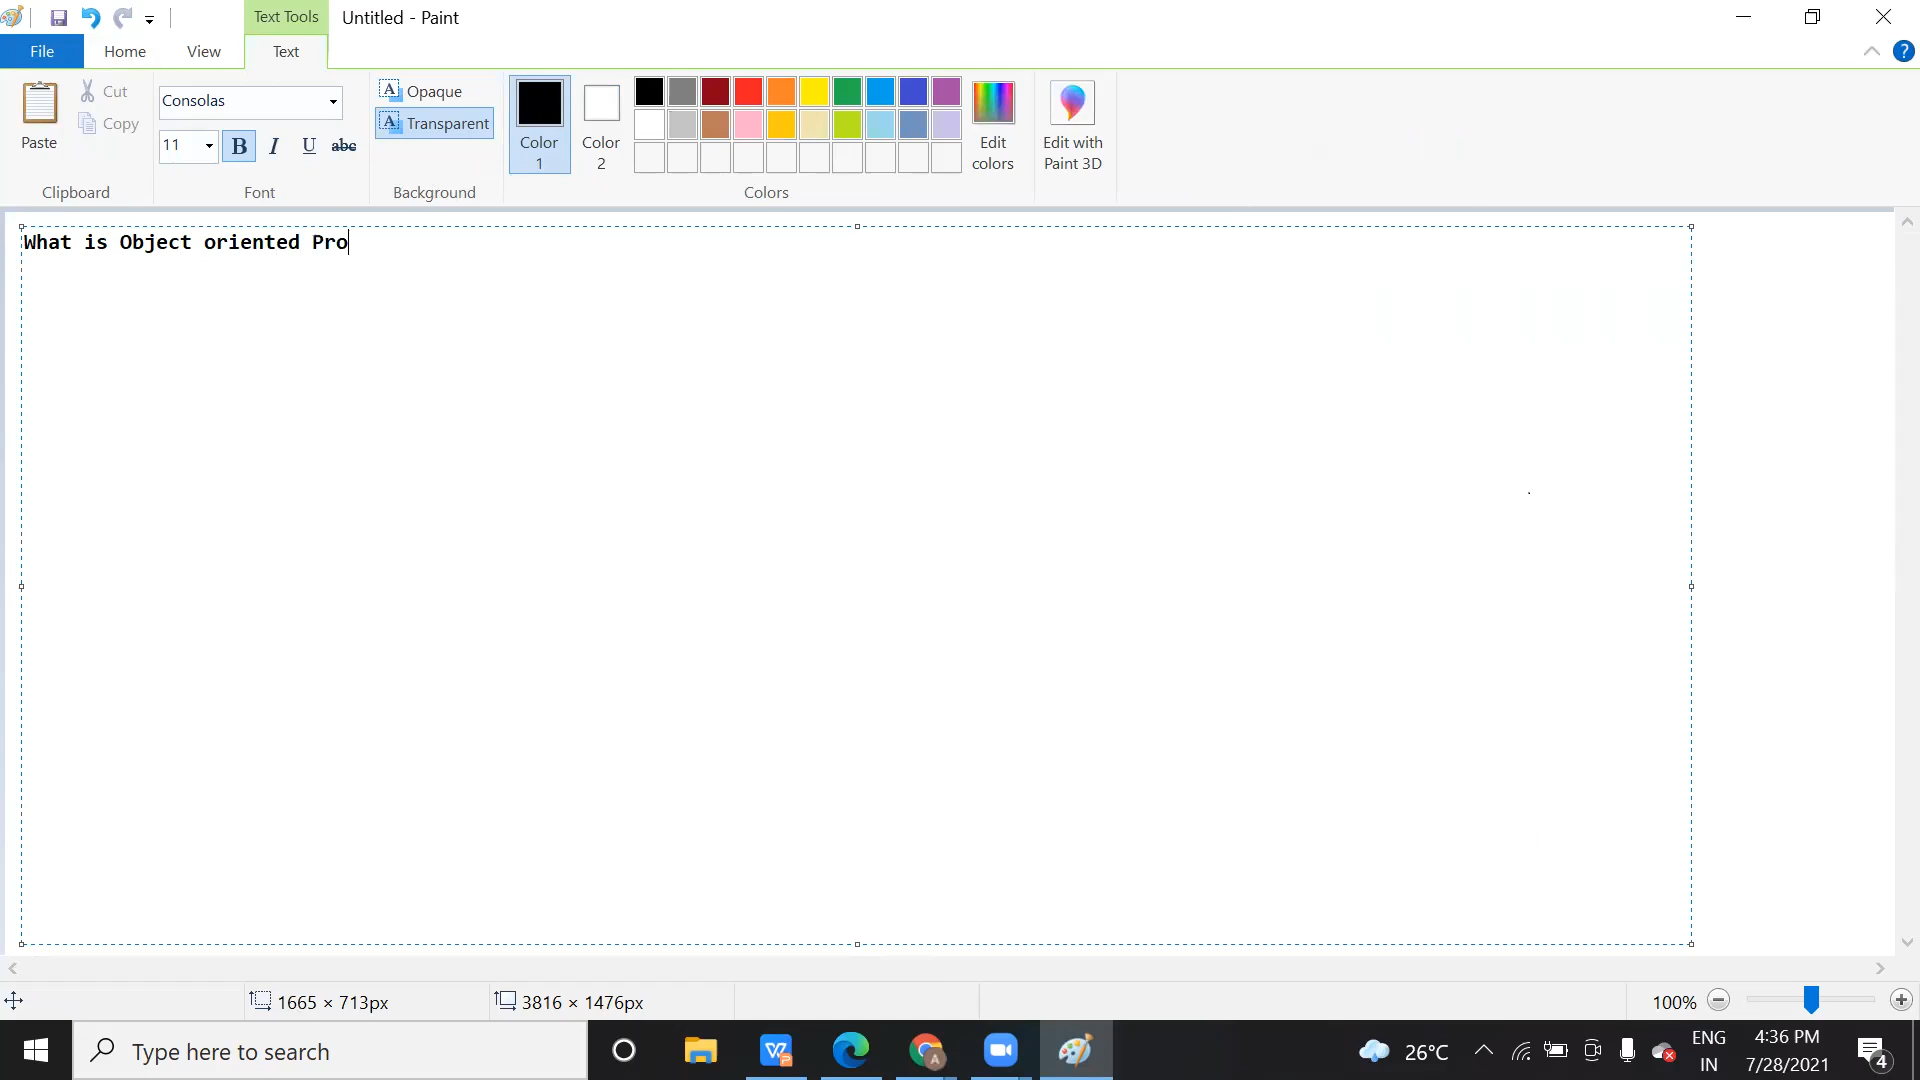 Text Tools
Untitled - Paint
File
Home
View
Text
?
Paste
Cut
Copy
Consolas
11
B
I
U
abc
A Opaque
A Transparent
Color
1
Color
2
Edit
colors
Edit with
Paint 3D
Clipboard
Font
Background
Colors
What is Object oriented Pro
1665 × 713px
3816 × 1476px
100%
Type here to search
A
26°C
ENG
IN
4:36 PM
7/28/2021
4